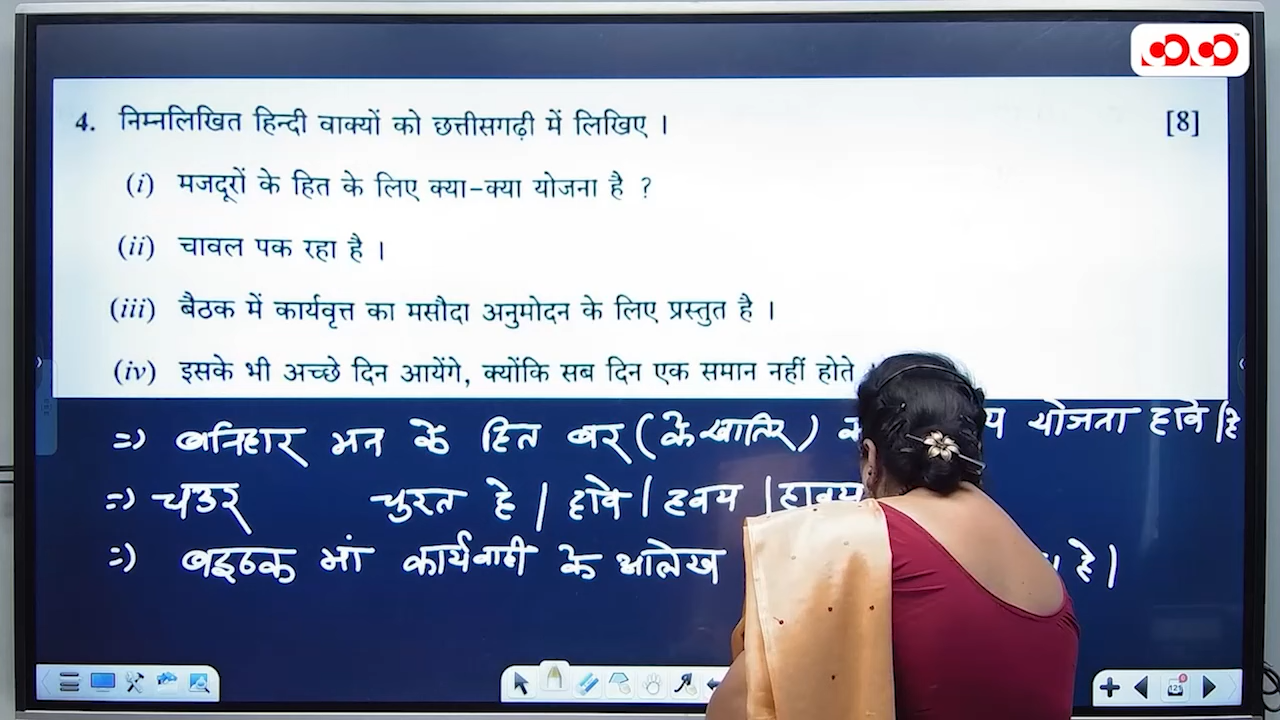 4. निम्नलिखित हिन्दी वाक्यों को छत्तीसगढ़ी में लिखिए । [8]
(i) मजदूरों के हित के लिए क्या-क्या योजना है ?
(ii) चावल पक रहा है ।
(iii) बैठक में कार्यवृत्त का मसौदा अनुमोदन के लिए प्रस्तुत है ।
(iv) इसके भी अच्छे दिन आयेंगे, क्योंकि सब दिन एक समान नहीं होते
=> बनिहार मन के हित बर (के खातिर) योजना हावे | हे
=> चउर चुरत हे | हावे | हवय | हावय
=> बइठक मां कार्यवाही के आलेख हे |